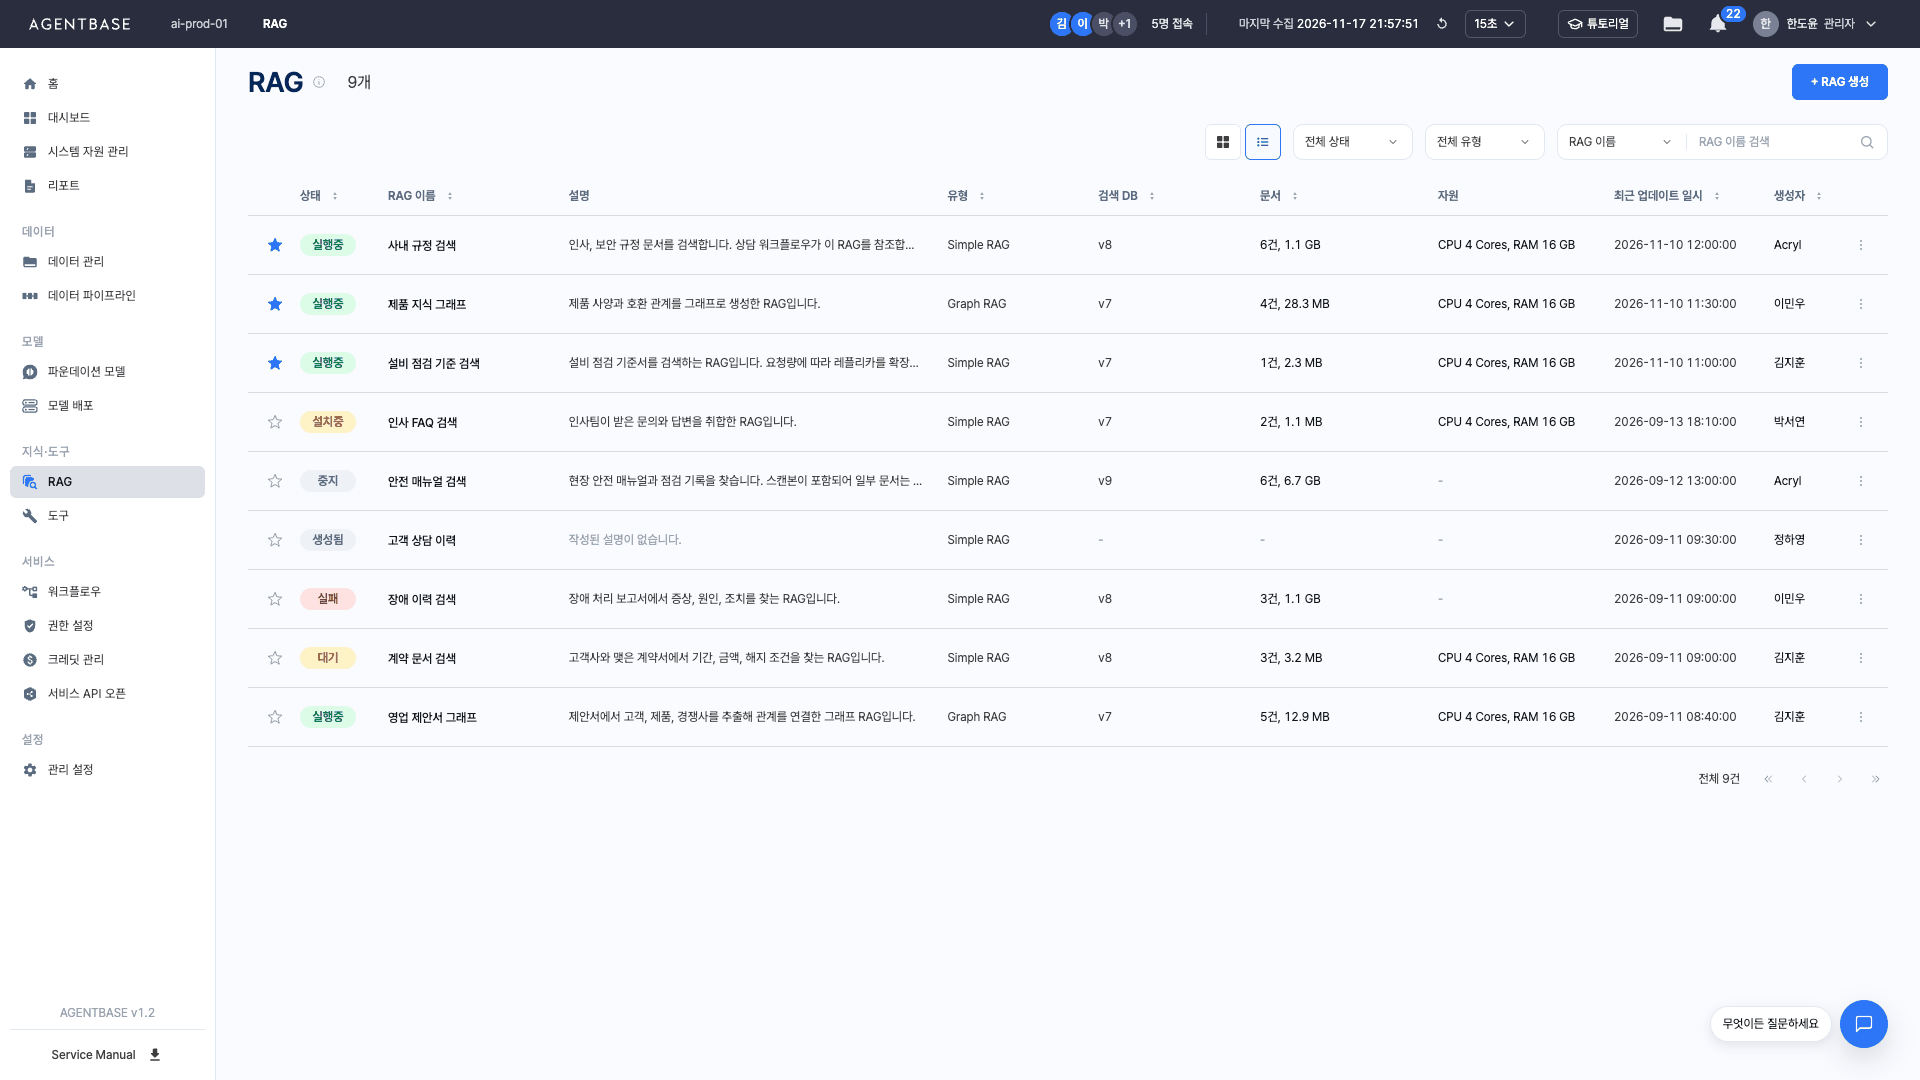 AGENTBASE ai-prod-01 RAG 김 이 박 +1 5명 접속 마지막 수집 2026-11-17 21:57:51 15초 튜토리얼 22 한 한도윤 관리자
홈
대시보드
시스템 자원 관리
리포트
데이터
데이터 관리
데이터 파이프라인
모델
파운데이션 모델
모델 배포
지식·도구
RAG
도구
서비스
워크플로우
권한 설정
크레딧 관리
서비스 API 오픈
설정
관리 설정
AGENTBASE v1.2
Service Manual
RAG 9개 + RAG 생성
전체 상태 전체 유형 RAG 이름 RAG 이름 검색
상태 RAG 이름 설명 유형 검색 DB 문서 자원 최근 업데이트 일시 생성자
실행중 사내 규정 검색 인사, 보안 규정 문서를 검색합니다. 상담 워크플로우가 이 RAG를 참조합... Simple RAG v8 6건, 1.1 GB CPU 4 Cores, RAM 16 GB 2026-11-10 12:00:00 Acryl
실행중 제품 지식 그래프 제품 사양과 호환 관계를 그래프로 생성한 RAG입니다. Graph RAG v7 4건, 28.3 MB CPU 4 Cores, RAM 16 GB 2026-11-10 11:30:00 이민우
실행중 설비 점검 기준 검색 설비 점검 기준서를 검색하는 RAG입니다. 요청량에 따라 레플리카를 확장... Simple RAG v7 1건, 2.3 MB CPU 4 Cores, RAM 16 GB 2026-11-10 11:00:00 김지훈
설치중 인사 FAQ 검색 인사팀이 받은 문의와 답변을 취합한 RAG입니다. Simple RAG v7 2건, 1.1 MB CPU 4 Cores, RAM 16 GB 2026-09-13 18:10:00 박서연
중지 안전 매뉴얼 검색 현장 안전 매뉴얼과 점검 기록을 찾습니다. 스캔본이 포함되어 일부 문서는 ... Simple RAG v9 6건, 6.7 GB - 2026-09-12 13:00:00 Acryl
생성됨 고객 상담 이력 작성된 설명이 없습니다. Simple RAG - - - 2026-09-11 09:30:00 정하영
실패 장애 이력 검색 장애 처리 보고서에서 증상, 원인, 조치를 찾는 RAG입니다. Simple RAG v8 3건, 1.1 GB - 2026-09-11 09:00:00 이민우
대기 계약 문서 검색 고객사와 맺은 계약서에서 기간, 금액, 해지 조건을 찾는 RAG입니다. Simple RAG v8 3건, 3.2 MB CPU 4 Cores, RAM 16 GB 2026-09-11 09:00:00 김지훈
실행중 영업 제안서 그래프 제안서에서 고객, 제품, 경쟁사를 추출해 관계를 연결한 그래프 RAG입니다. Graph RAG v7 5건, 12.9 MB CPU 4 Cores, RAM 16 GB 2026-09-11 08:40:00 김지훈
전체 9건
무엇이든 질문하세요